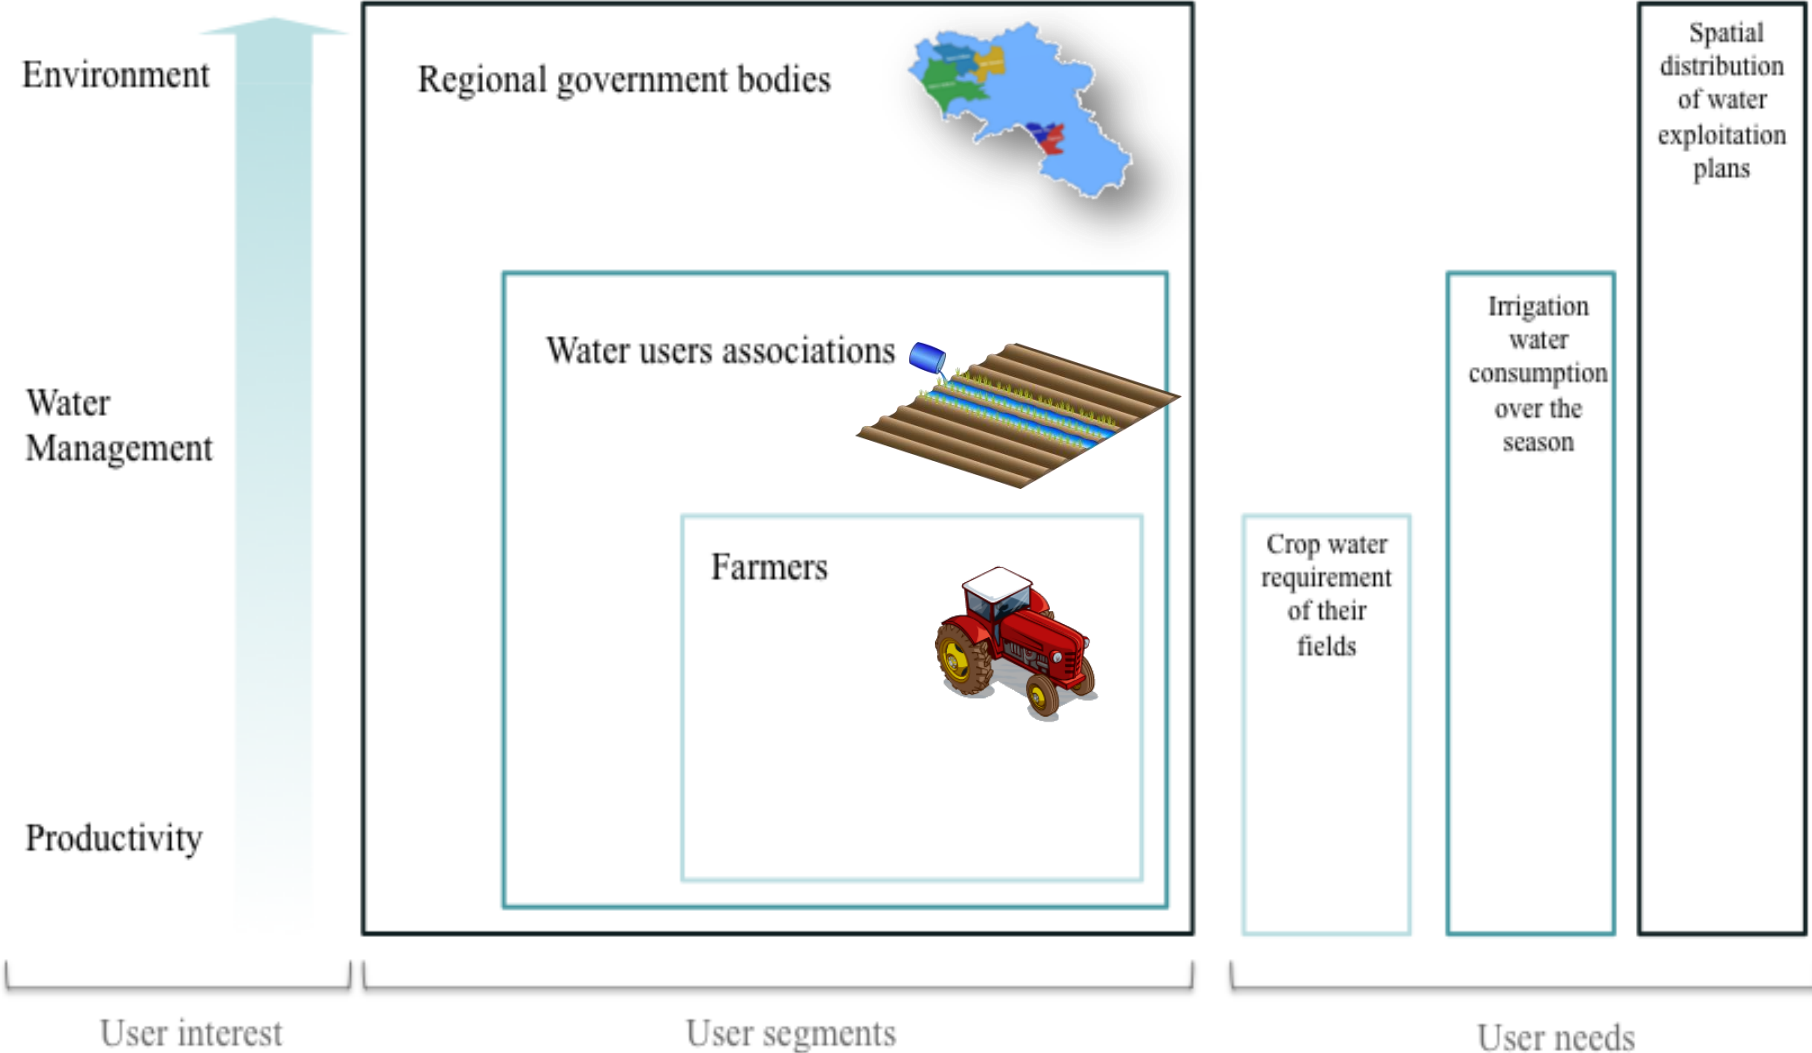 Environment
Water
Management
Productivity
Regional government bodies
Water users associations
Farmers
Crop water
requirement
of their
fields
Irrigation
water
consumption
over the
season
Spatial
distribution
of water
exploitation
plans
User interest
User segments
User needs